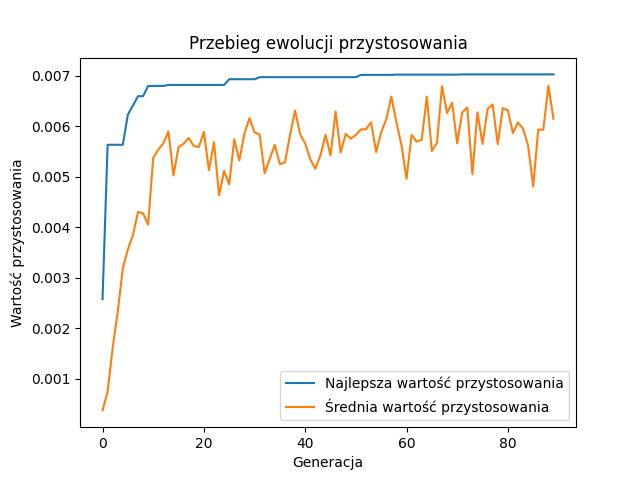 Przebieg ewolucji przystosowania
Wartość przystosowania
0.007
0.006
0.005
0.004
0.003
0.002
0.001
0
20
40
60
80
Generacja
Najlepsza wartość przystosowania
Średnia wartość przystosowania